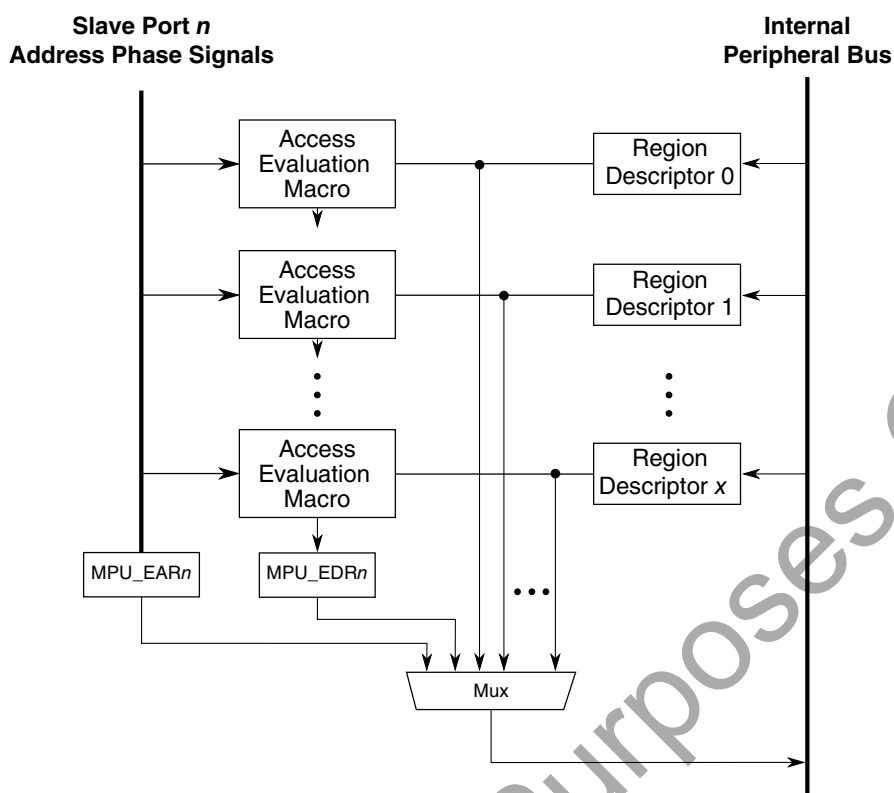 Slave Port n
Address Phase Signals
Internal
Peripheral Bus
Access
Evaluation
Macro
Region
Descriptor 0
Access
Evaluation
Macro
Region
Descriptor 1
Access
Evaluation
Macro
Region
Descriptor x
MPU_EARn
MPU_EDRn
Mux
urposes